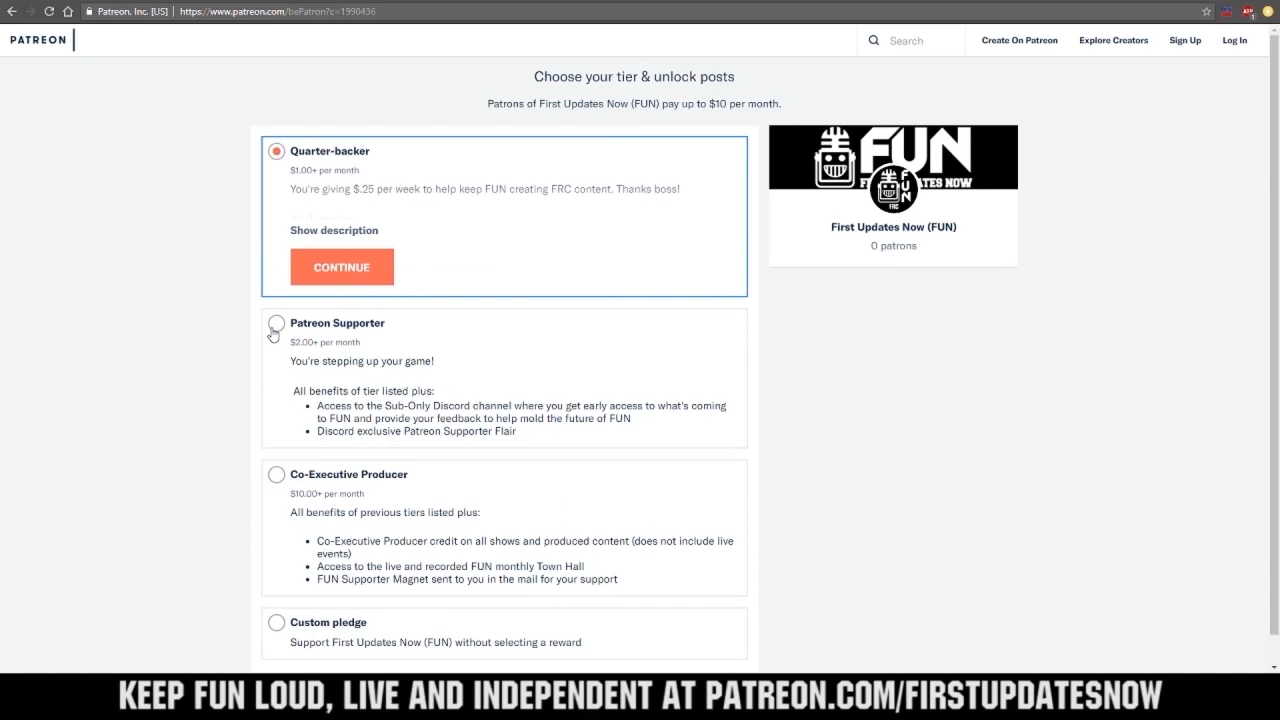 Patreon, Inc. [US] | https://www.patreon.com/bePatron?c=1990436
PATREON
Search
Create On Patreon
Explore Creators
Sign Up
Log In
Choose your tier & unlock posts
Patrons of First Updates Now (FUN) pay up to $10 per month.
Quarter-backer
$1.00+ per month
You're giving $.25 per week to help keep FUN creating FRC content. Thanks boss!
Show description
CONTINUE
FUN
FUN
FRC
First Updates Now (FUN)
0 patrons
Patreon Supporter
$2.00+ per month
You're stepping up your game!
All benefits of tier listed plus:
• Access to the Sub-Only Discord channel where you get early access to what's coming
to FUN and provide your feedback to help mold the future of FUN
• Discord exclusive Patreon Supporter Flair
Co-Executive Producer
$10.00+ per month
All benefits of previous tiers listed plus:
• Co-Executive Producer credit on all shows and produced content (does not include live
events)
• Access to the live and recorded FUN monthly Town Hall
• FUN Supporter Magnet sent to you in the mail for your support
Custom pledge
Support First Updates Now (FUN) without selecting a reward
KEEP FUN LOUD, LIVE AND INDEPENDENT AT PATREON.COM/FIRSTUPDATESNOW